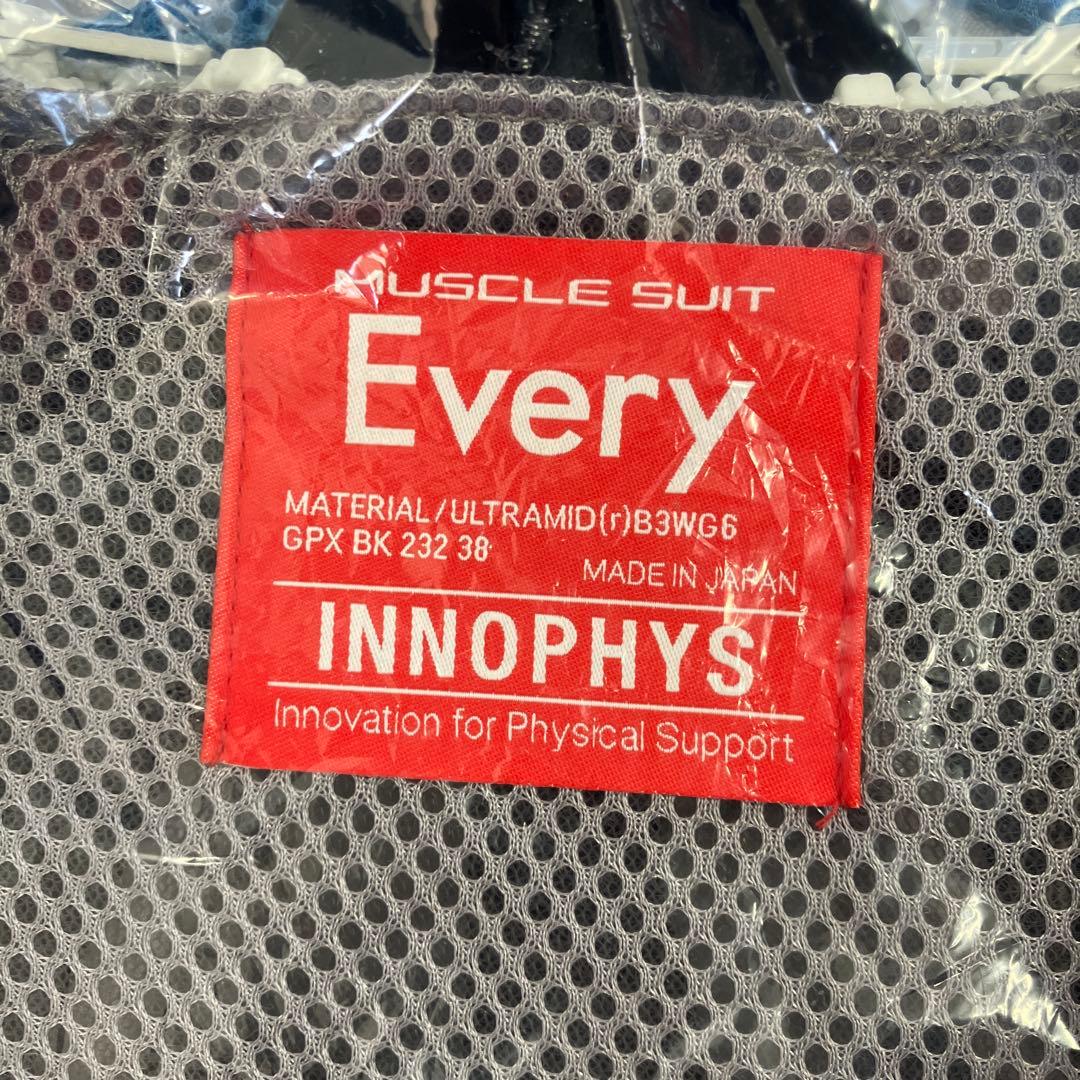 MUSCLE SUIT
Every
MATERIAL/ULTRAMID(r)B3WG6
GPX BK 232 38
MADE IN JAPAN
INNOPHYS
Innovation for Physical Support